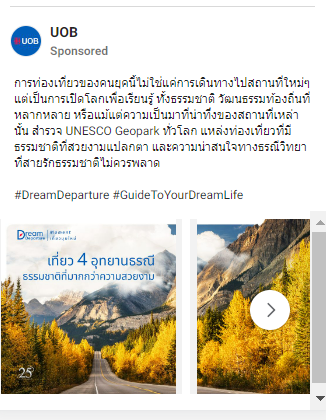 UOB
UOB
Sponsored
การท่องเที่ยวของคนยุคนี้ไม่ใช่แค่การเดินทางไปสถานที่ใหม่ๆ
แต่เป็นการเปิดโลกเพื่อเรียนรู้ ทั้งธรรมชาติ วัฒนธรรมท้องถิ่นที่
หลากหลาย หรือแม้แต่ความเป็นมาที่น่าทึ่งของสถานที่เหล่า
นั้น สำรวจ UNESCO Geopark ทั่วโลก แหล่งท่องเที่ยวที่มี
ธรรมชาติที่สวยงามแปลกตา และความน่าสนใจทางธรณีวิทยา
ที่สายรักธรรมชาติไม่ควรพลาด
#DreamDeparture #GuideToYourDreamLife
Dream
departure
เที่ยว 4 อุทยานธรณี
ธรรมชาติที่มากกว่าความสวยงาม
25